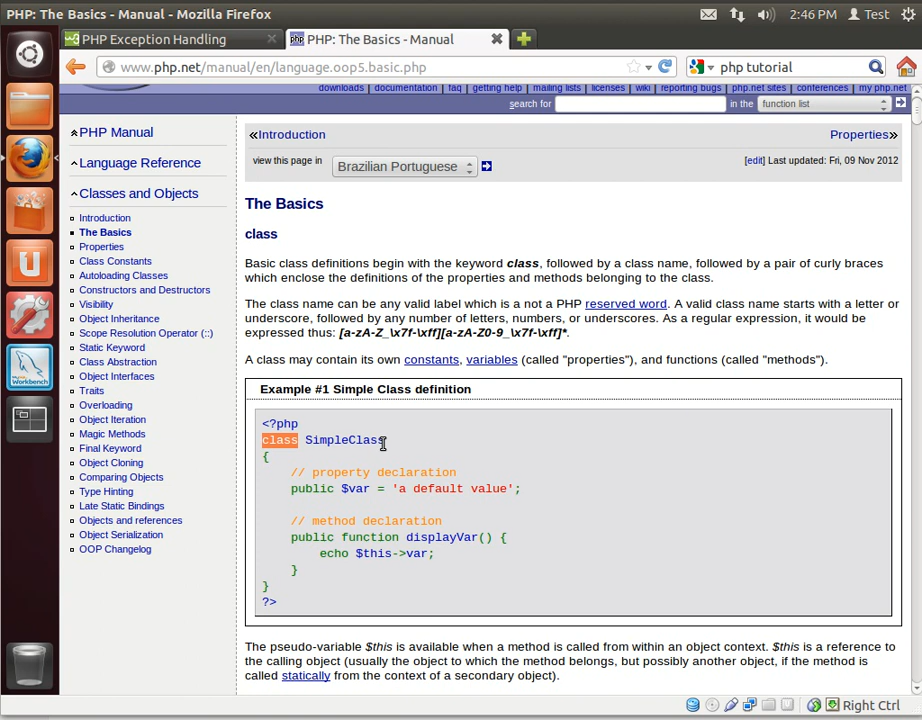 PHP: The Basics - Manual - Mozilla Firefox
2:46 PM Test
PHP Exception Handling
php PHP: The Basics - Manual
www.php.net/manual/en/language.oop5.basic.php
php tutorial
downloads | documentation | faq | getting help | mailing lists | licenses | wiki | reporting bugs | php.net sites | conferences | my php.net
search for in the function list
PHP Manual
Language Reference
Classes and Objects
Introduction
The Basics
Properties
Class Constants
Autoloading Classes
Constructors and Destructors
Visibility
Object Inheritance
Scope Resolution Operator (::)
Static Keyword
Class Abstraction
Object Interfaces
Traits
Overloading
Object Iteration
Magic Methods
Final Keyword
Object Cloning
Comparing Objects
Type Hinting
Late Static Bindings
Objects and references
Object Serialization
OOP Changelog
«Introduction
Properties»
view this page in Brazilian Portuguese
[edit] Last updated: Fri, 09 Nov 2012
The Basics
class
Basic class definitions begin with the keyword class, followed by a class name, followed by a pair of curly braces
which enclose the definitions of the properties and methods belonging to the class.
The class name can be any valid label which is a not a PHP reserved word. A valid class name starts with a letter or
underscore, followed by any number of letters, numbers, or underscores. As a regular expression, it would be
expressed thus: [a-zA-Z_\x7f-\xff][a-zA-Z0-9_\x7f-\xff]*.
A class may contain its own constants, variables (called "properties"), and functions (called "methods").
Example #1 Simple Class definition
<?php
class SimpleClass
{
// property declaration
public $var = 'a default value';
// method declaration
public function displayVar() {
echo $this->var;
}
}
?>
The pseudo-variable $this is available when a method is called from within an object context. $this is a reference to
the calling object (usually the object to which the method belongs, but possibly another object, if the method is
called statically from the context of a secondary object).
MySQL
Workbench
Right Ctrl